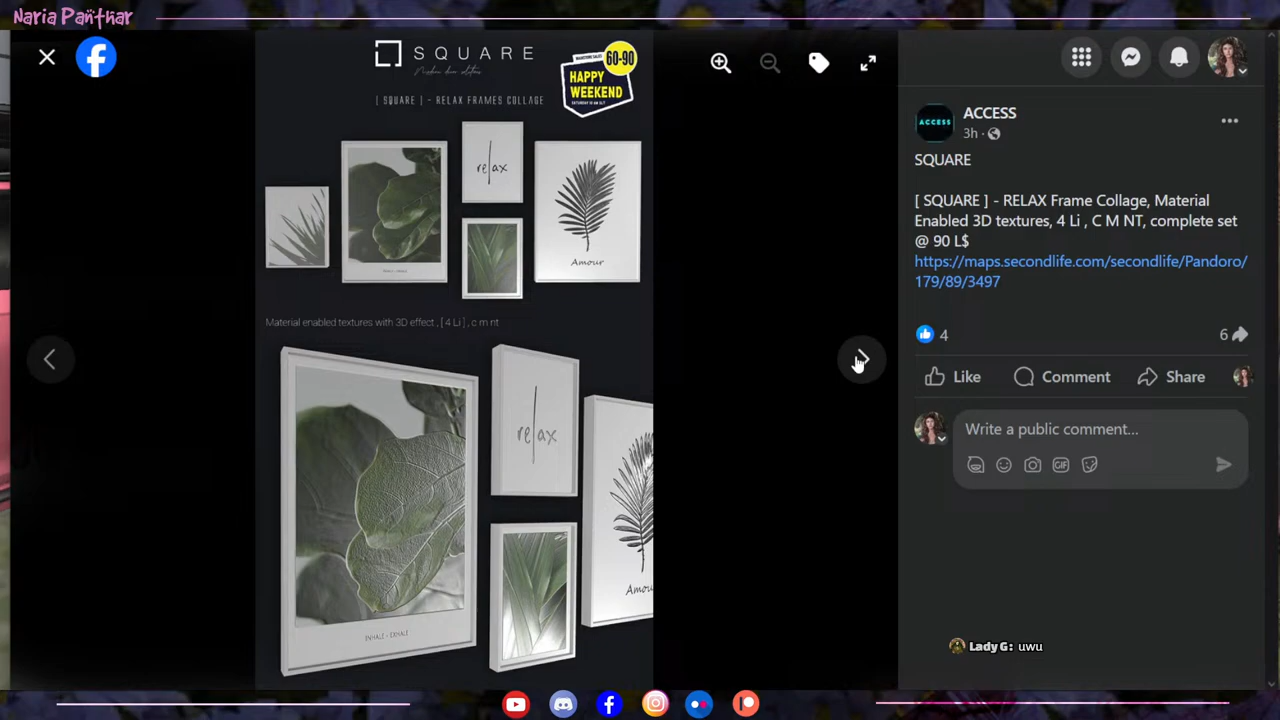 Naria Panthar
SQUARE
[ SQUARE ] - RELAX FRAMES COLLAGE
60-90
HAPPY
WEEKEND
relax
Amour
Material enabled textures with 3D effect , [ 4 Li ] , c m nt
relax
Amou
INHALE - EXHALE
ACCESS
ACCESS
3h ·
SQUARE
[ SQUARE ] - RELAX Frame Collage, Material
Enabled 3D textures, 4 Li , C M NT, complete set
@ 90 L$
https://maps.secondlife.com/secondlife/Pandoro/
179/89/3497
4
6
Like
Comment
Share
Write a public comment...
GIF
Lady G: uwu